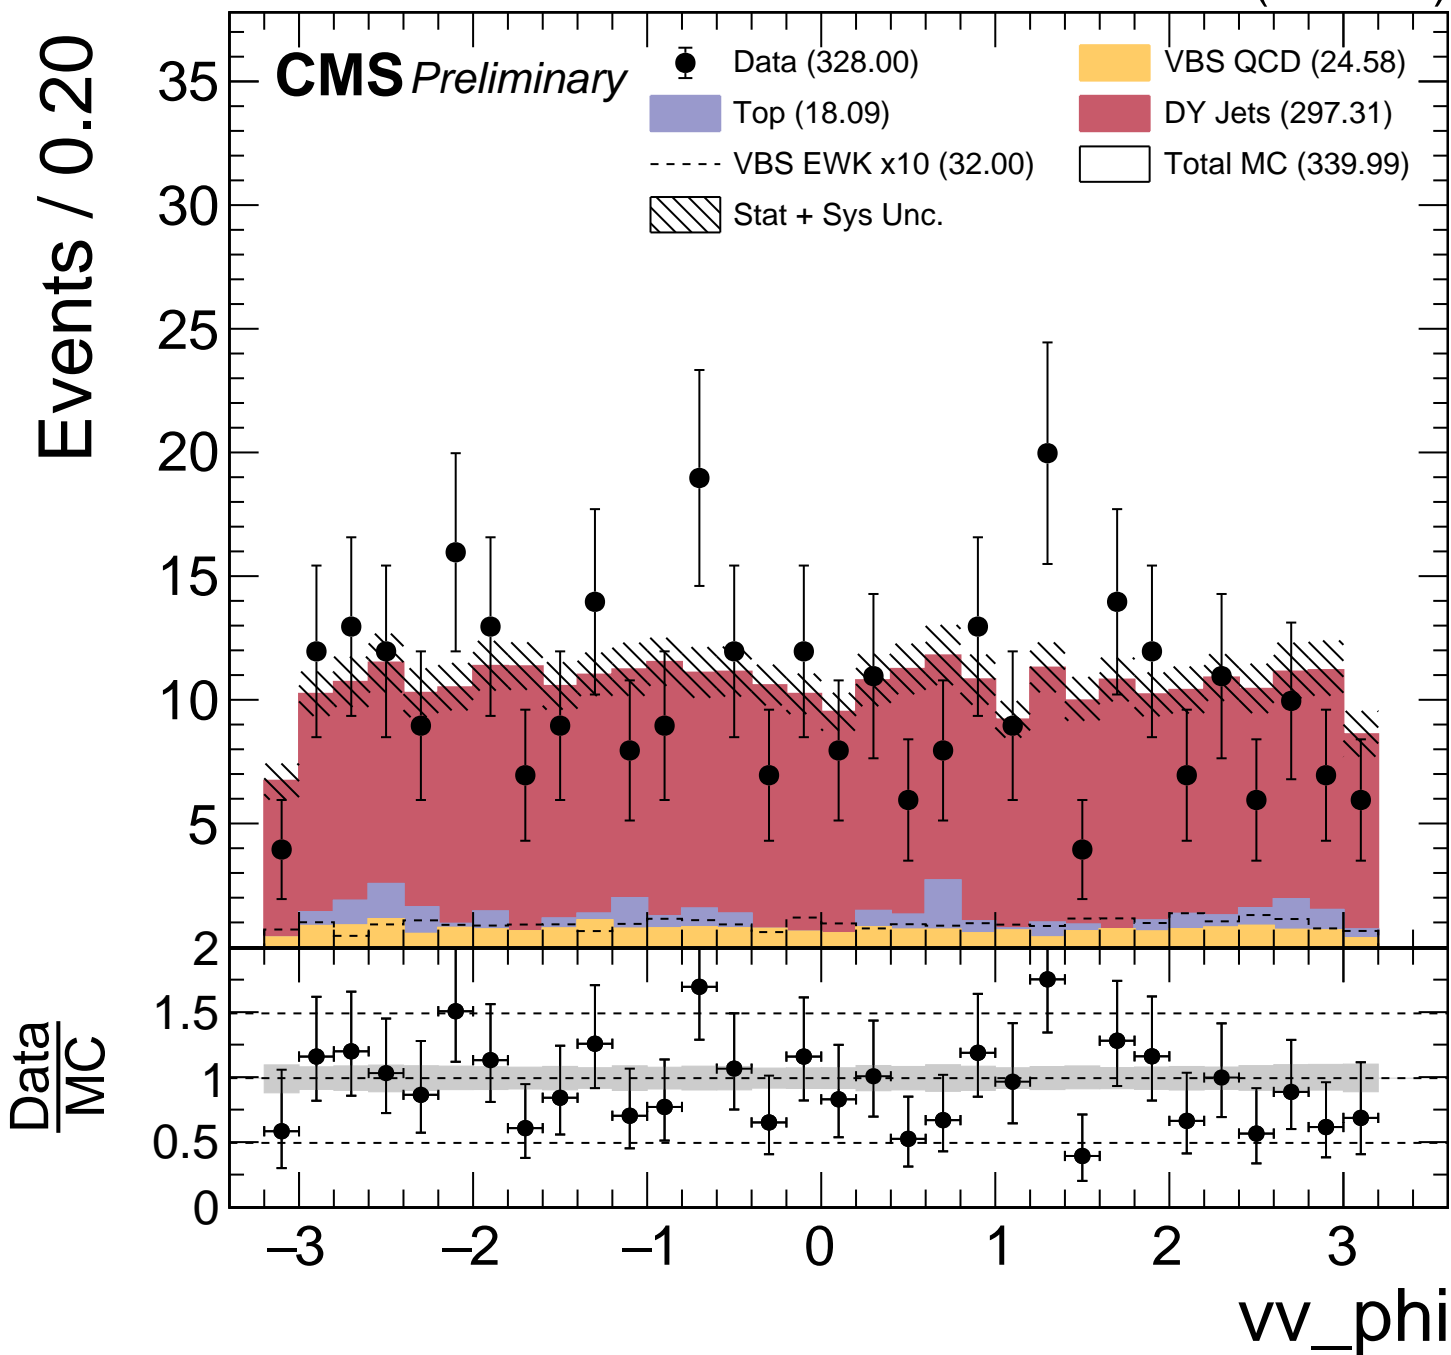 CMS Preliminary
Data (328.00)
VBS QCD (24.58)
Top (18.09)
DY Jets (297.31)
VBS EWK x10 (32.00)
Total MC (339.99)
Stat + Sys Unc.
Events / 0.20
35
30
25
20
15
10
5
2
2
1.5
1
0.5
0
Data
MC
−3 −2 −1 0 1 2 3
vv_phi